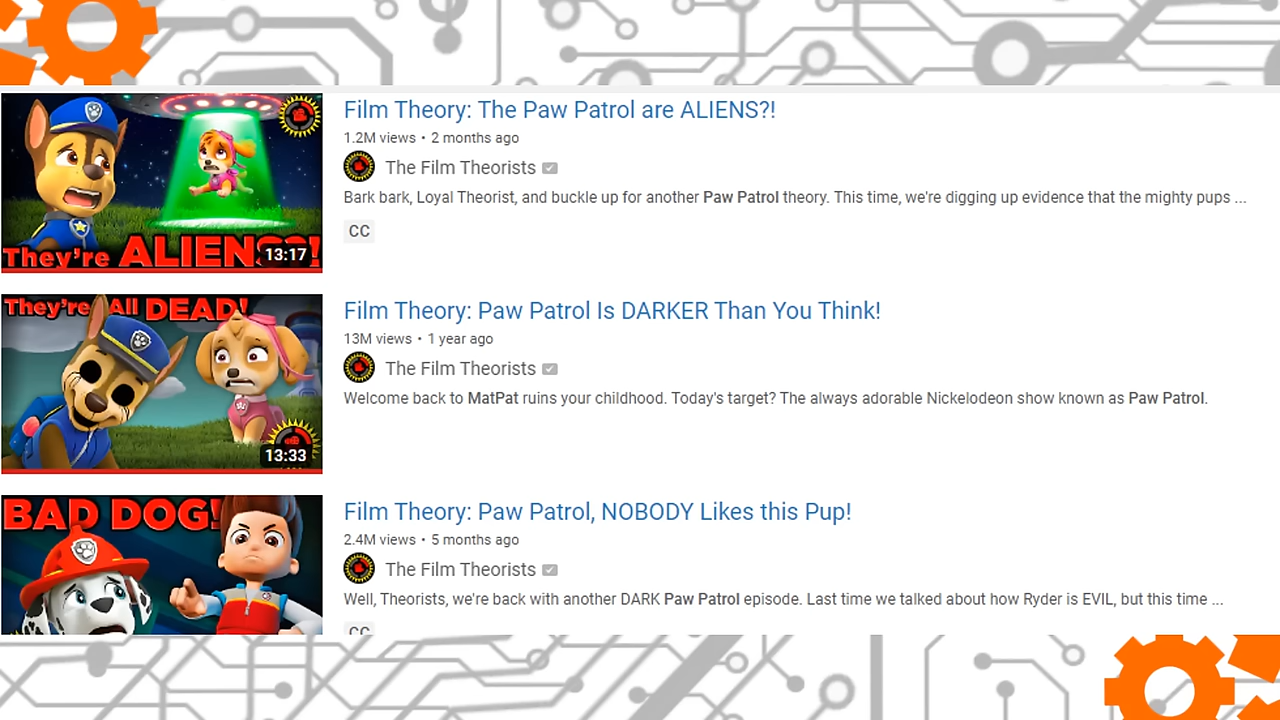 Film Theory: The Paw Patrol are ALIENS?!
1.2M views • 2 months ago
The Film Theorists
Bark bark, Loyal Theorist, and buckle up for another Paw Patrol theory. This time, we're digging up evidence that the mighty pups ...
CC
They're ALIENS?!
13:17
They're All DEAD!
Film Theory: Paw Patrol Is DARKER Than You Think!
13M views • 1 year ago
The Film Theorists
Welcome back to MatPat ruins your childhood. Today's target? The always adorable Nickelodeon show known as Paw Patrol.
13:33
BAD DOG!
Film Theory: Paw Patrol, NOBODY Likes this Pup!
2.4M views • 5 months ago
The Film Theorists
Well, Theorists, we're back with another DARK Paw Patrol episode. Last time we talked about how Ryder is EVIL, but this time ...
CC